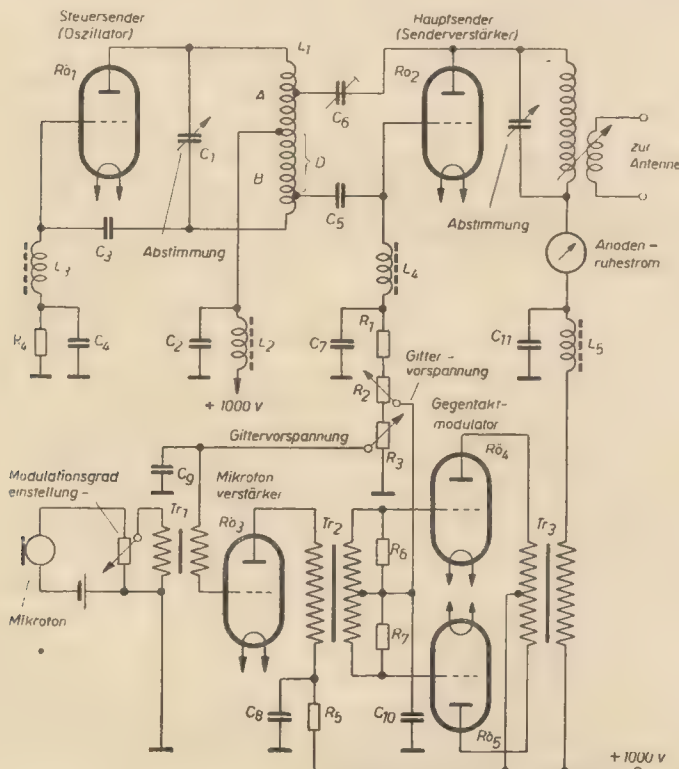 Steuersender
(Oszillator)
L1
Hauptsender
(Senderverstärker)
Rö1
A
C6
Rö2
C1
D
B
zur
Antenne
C3
C5
Abstimmung
Abstimmung
L3
L4
Anoden-
ruhestrom
R4
C4
C2
L2
C7
R1
C11
L5
Gitter-
vorspannung
R2
+ 1000 V
Gittervorspannung
Gegentakt-
modulator
R3
Rö4
C9
Modulationsgrad
einstellung-
Mikroton
verstärker
Tr1
Rö3
Tr2
Tr3
R6
Mikroton
R7
C8
R5
C10
Rö5
+ 1000 V